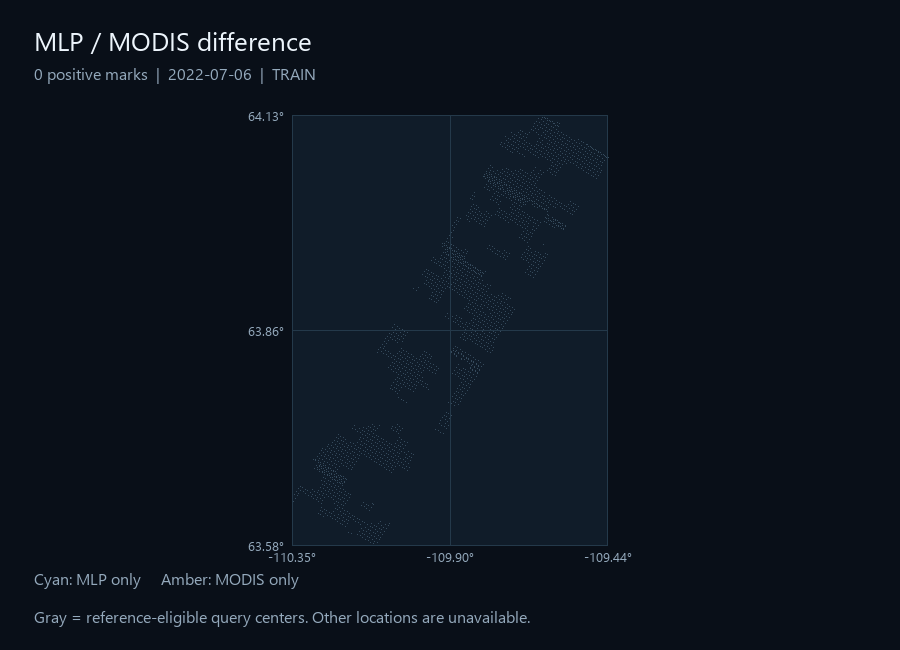 MLP / MODIS difference
0 positive marks | 2022-07-06 | TRAIN
64.13°
63.86°
63.58°
-110.35° -109.90° -109.44°
Cyan: MLP only Amber: MODIS only
Gray = reference-eligible query centers. Other locations are unavailable.